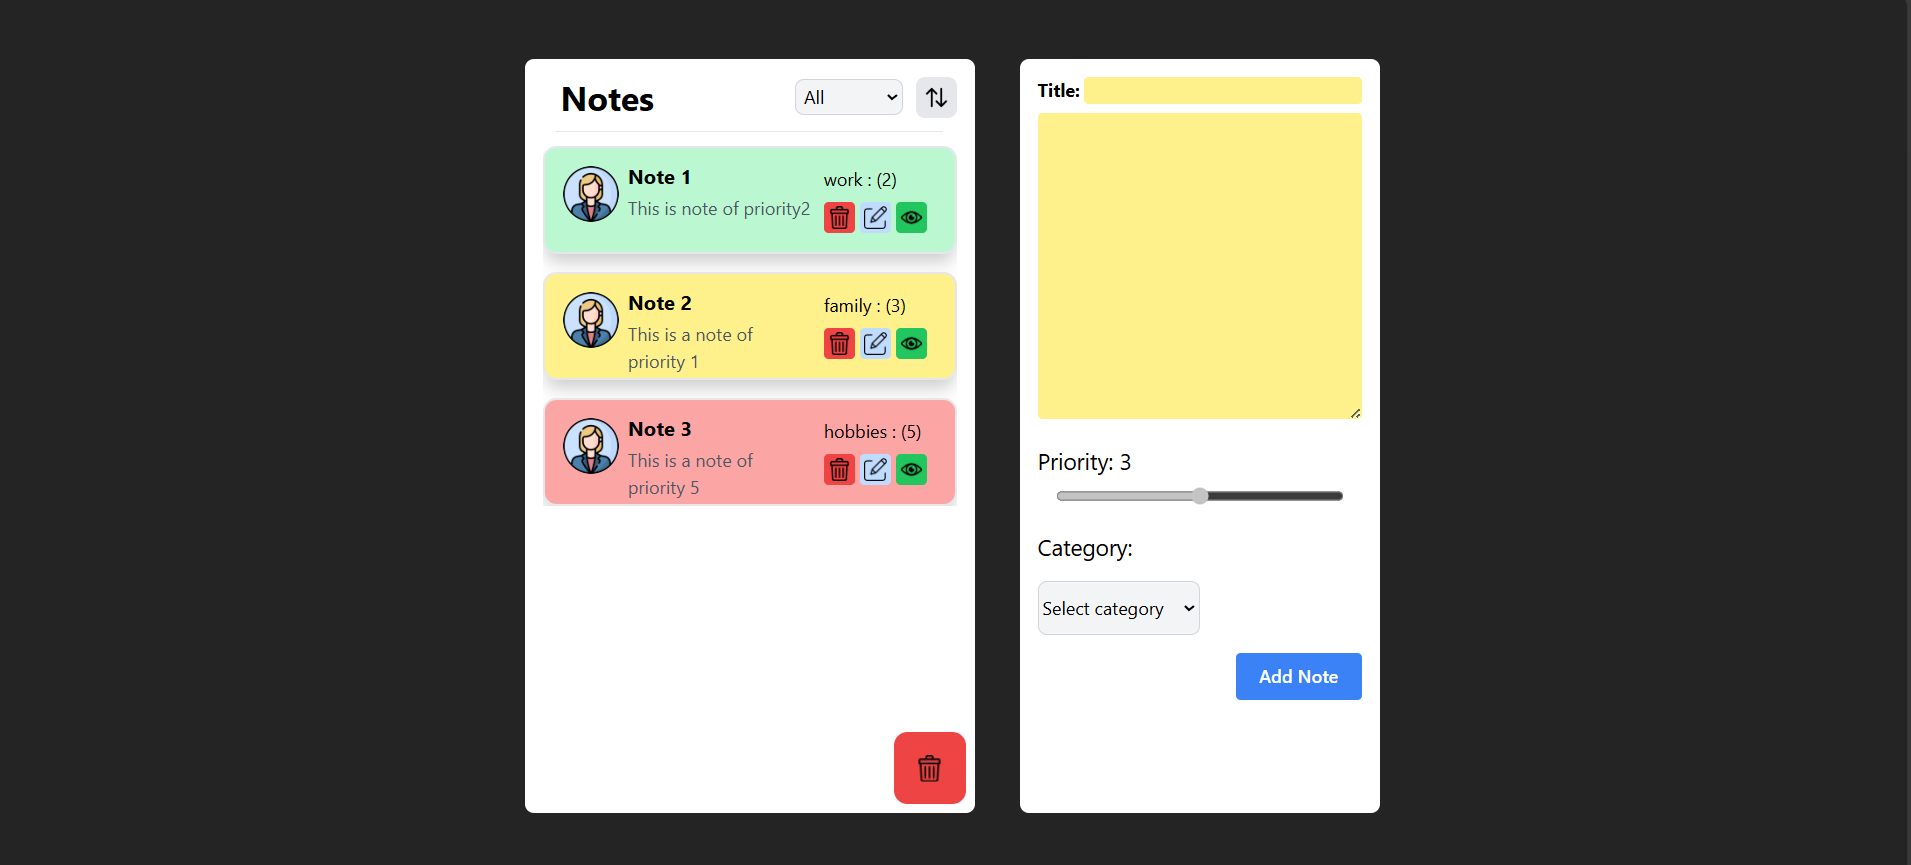 Notes
All
Note 1
This is note of priority2
work : (2)
Note 2
This is a note of
priority 1
family : (3)
Note 3
This is a note of
priority 5
hobbies : (5)
Title:
Priority: 3
Category:
Select category
Add Note